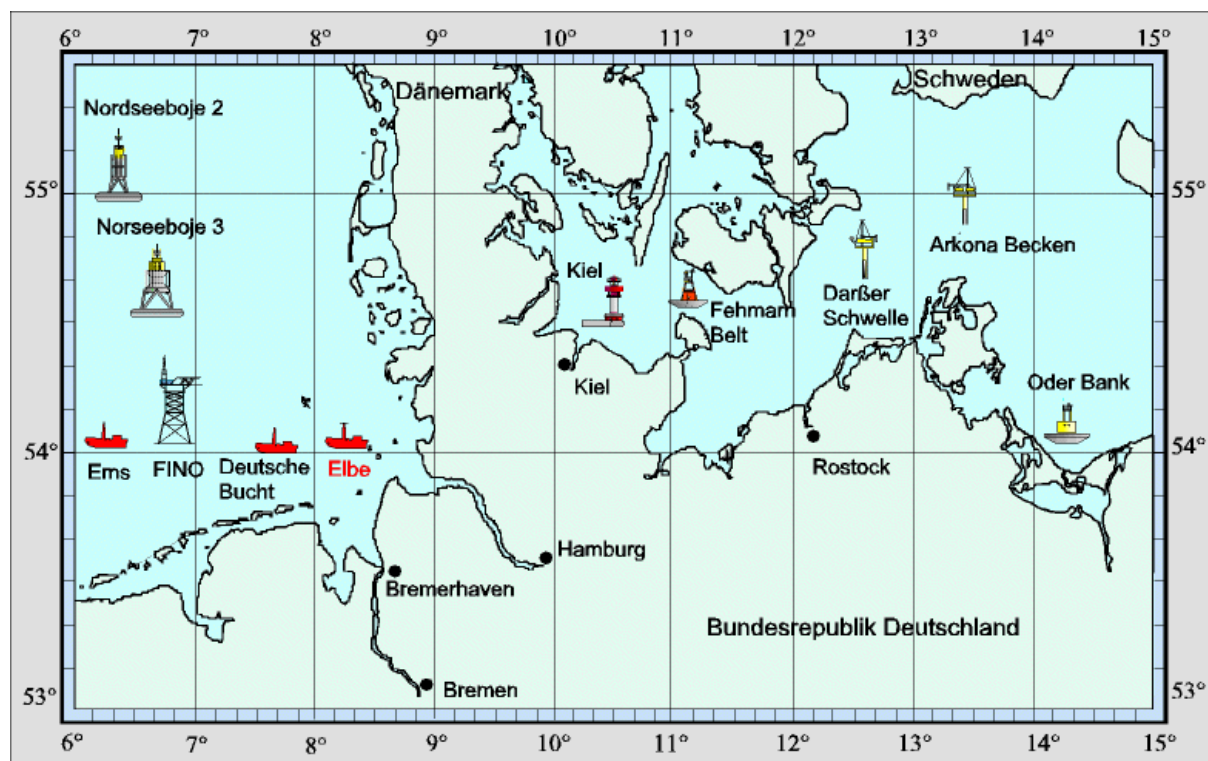 6° 7° 8° 9° 10° 11° 12° 13° 14° 15°
Dänemark
Schweden
Nordseeboje 2
55° 55°
Norseeboje 3
Arkona Becken
Kiel
Fehmarn
Belt
Darßer
Schwelle
Kiel
Oder Bank
54° 54°
Ems
FINO
Deutsche
Bucht
Elbe
Rostock
Hamburg
Bremerhaven
Bundesrepublik Deutschland
53° 53°
Bremen
6° 7° 8° 9° 10° 11° 12° 13° 14° 15°